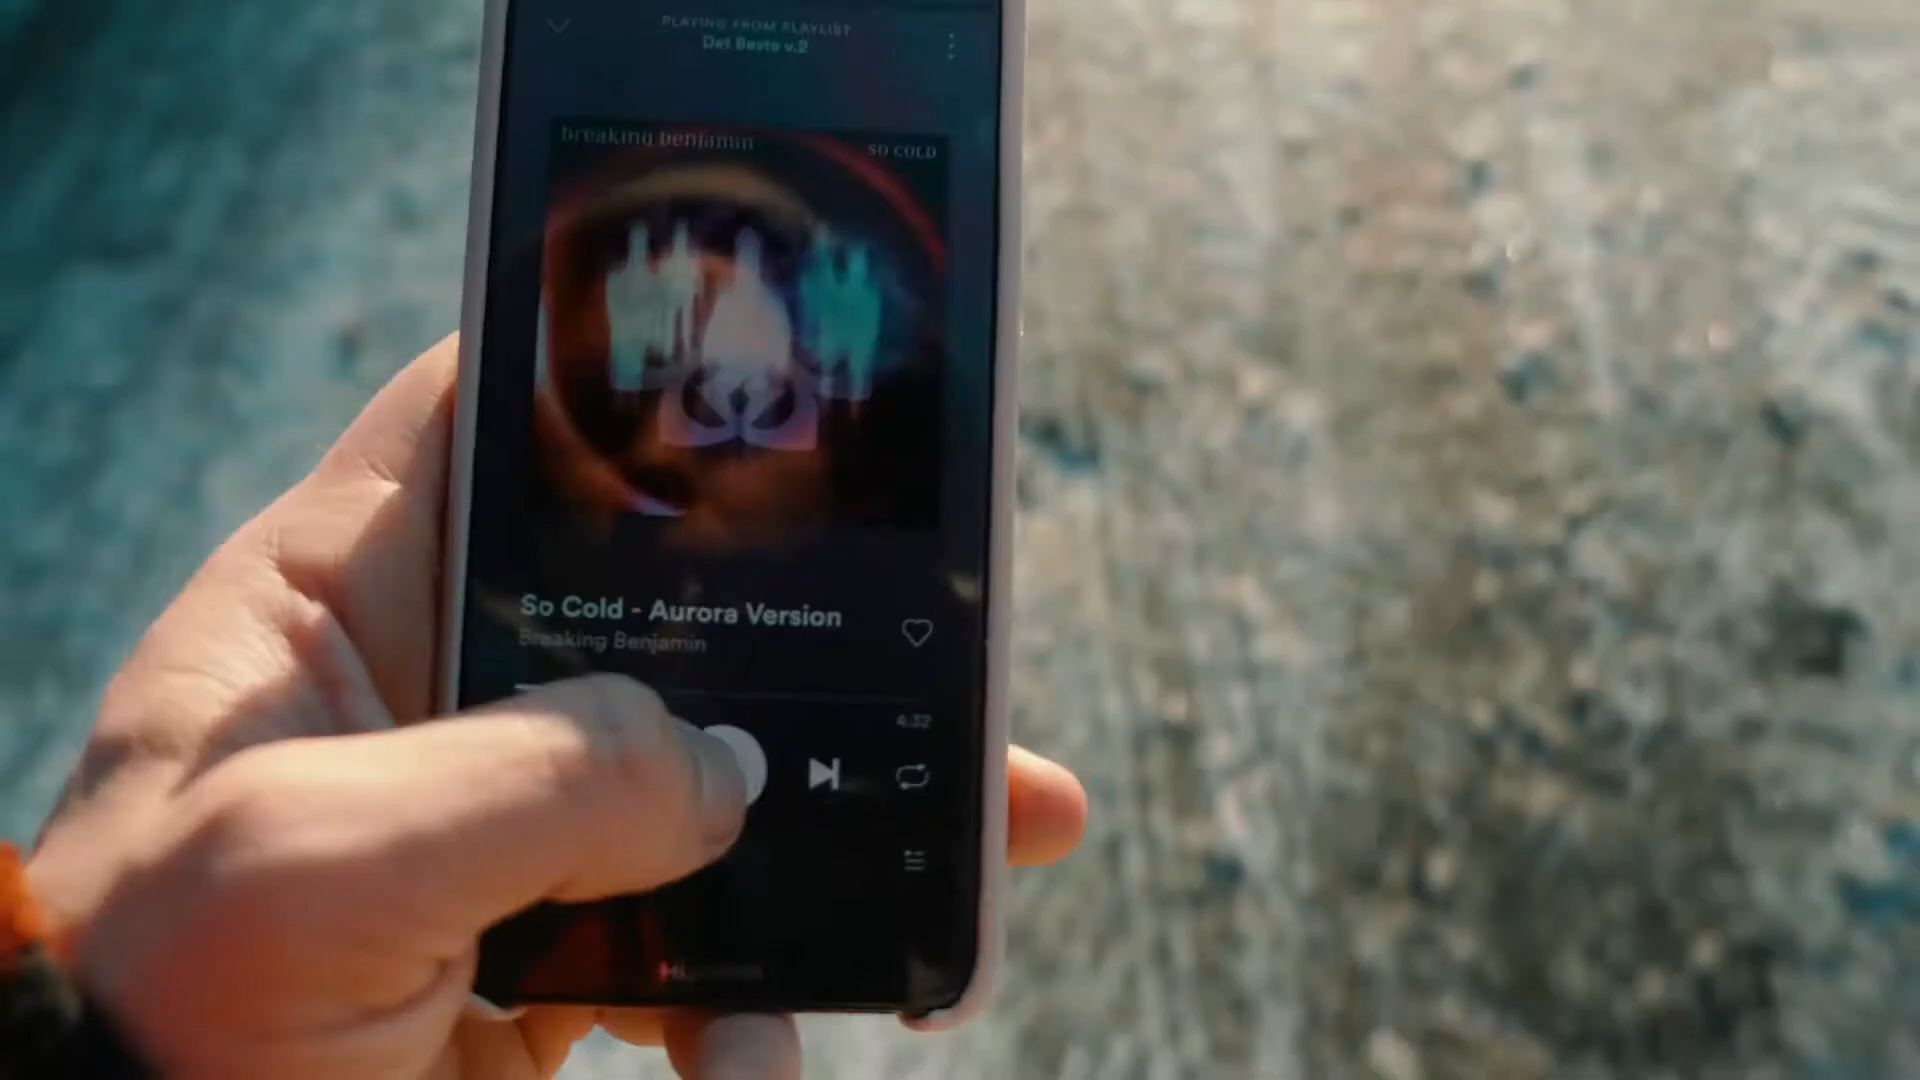 PLAYING FROM PLAYLIST
Det Beste v.2
breaking benjamin
SO COLD
So Cold - Aurora Version
Breaking Benjamin
4:32